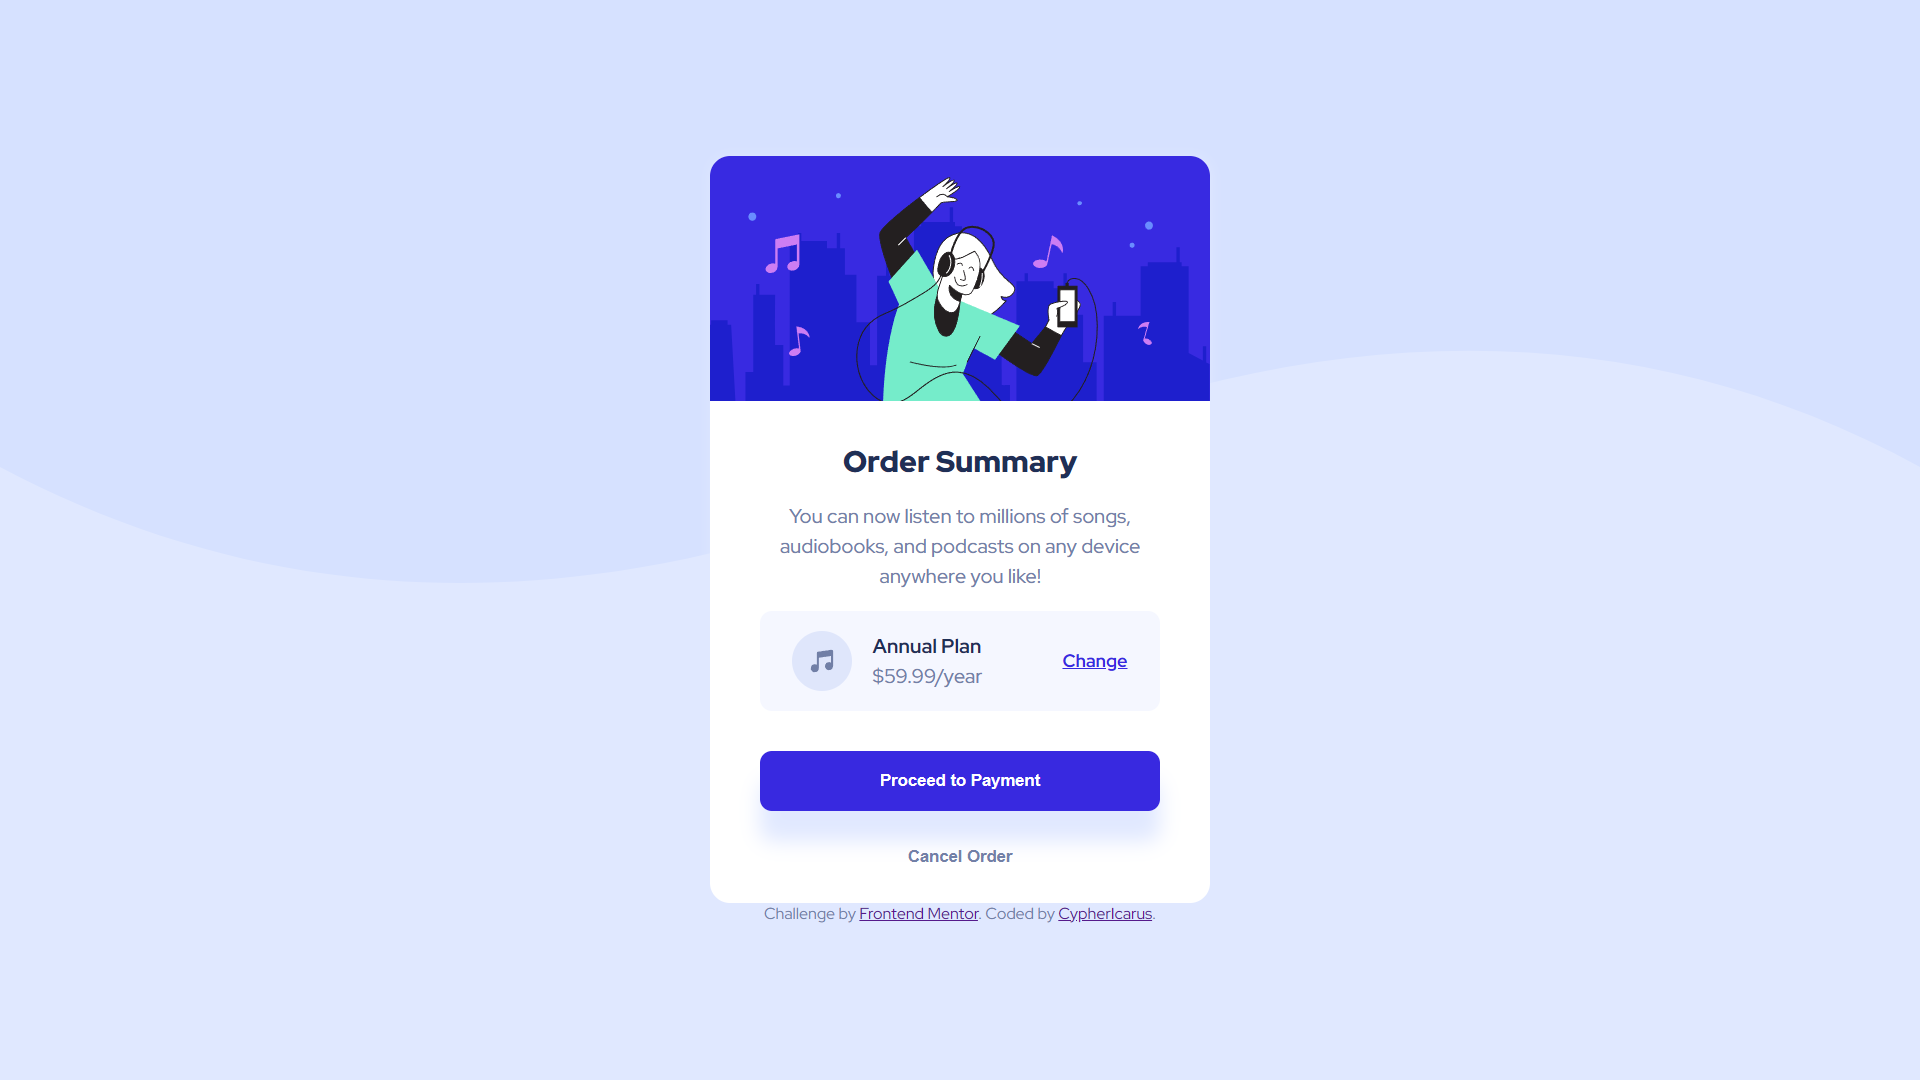 Order Summary
You can now listen to millions of songs,
audiobooks, and podcasts on any device
anywhere you like!
Annual Plan
$59.99/year
Change
Proceed to Payment
Cancel Order
Challenge by Frontend Mentor. Coded by CypherIcarus.